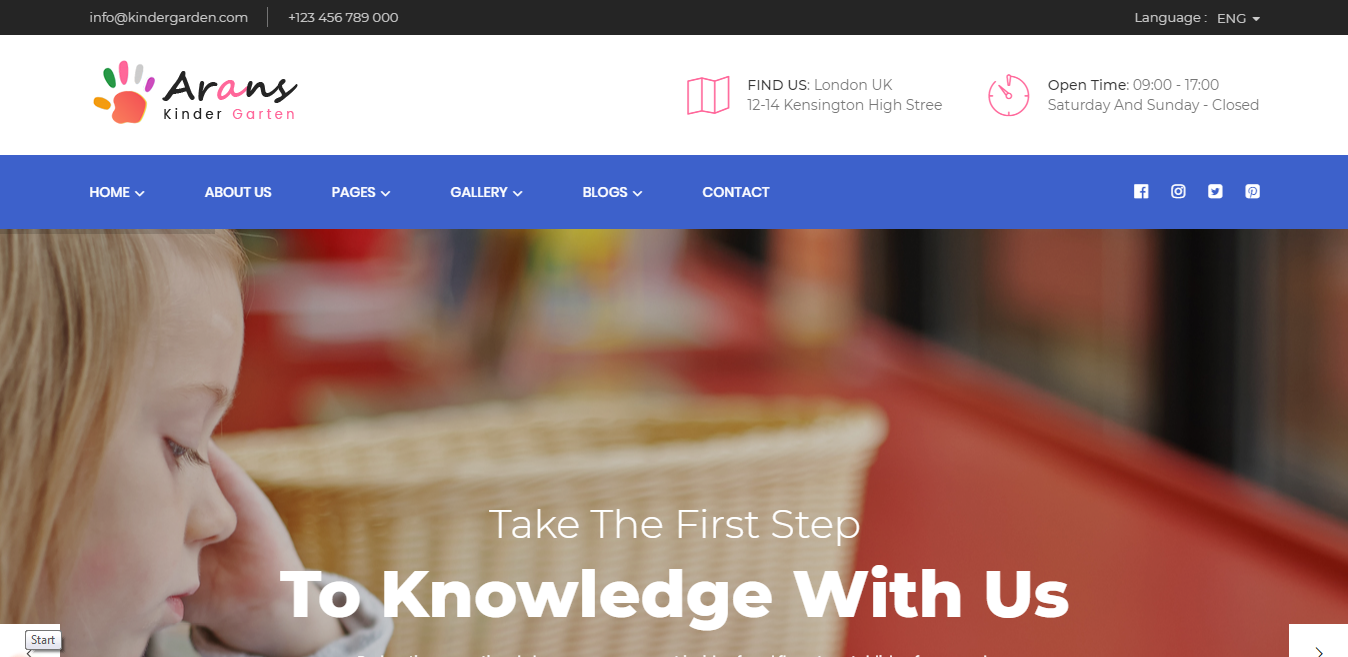 info@kindergarden.com
+123 456 789 000
Language : ENG
Arans
Kinder Garten
FIND US: London UK
12-14 Kensington High Stree
Open Time: 09:00 - 17:00
Saturday And Sunday - Closed
HOME
ABOUT US
PAGES
GALLERY
BLOGS
CONTACT
Take The First Step
To Knowledge With Us
Start